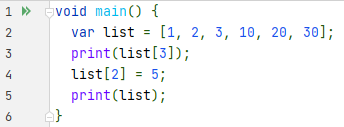 1 void main() {
2 var list = [1, 2, 3, 10, 20, 30];
3 print(list[3]);
4 list[2] = 5;
5 print(list);
6 }